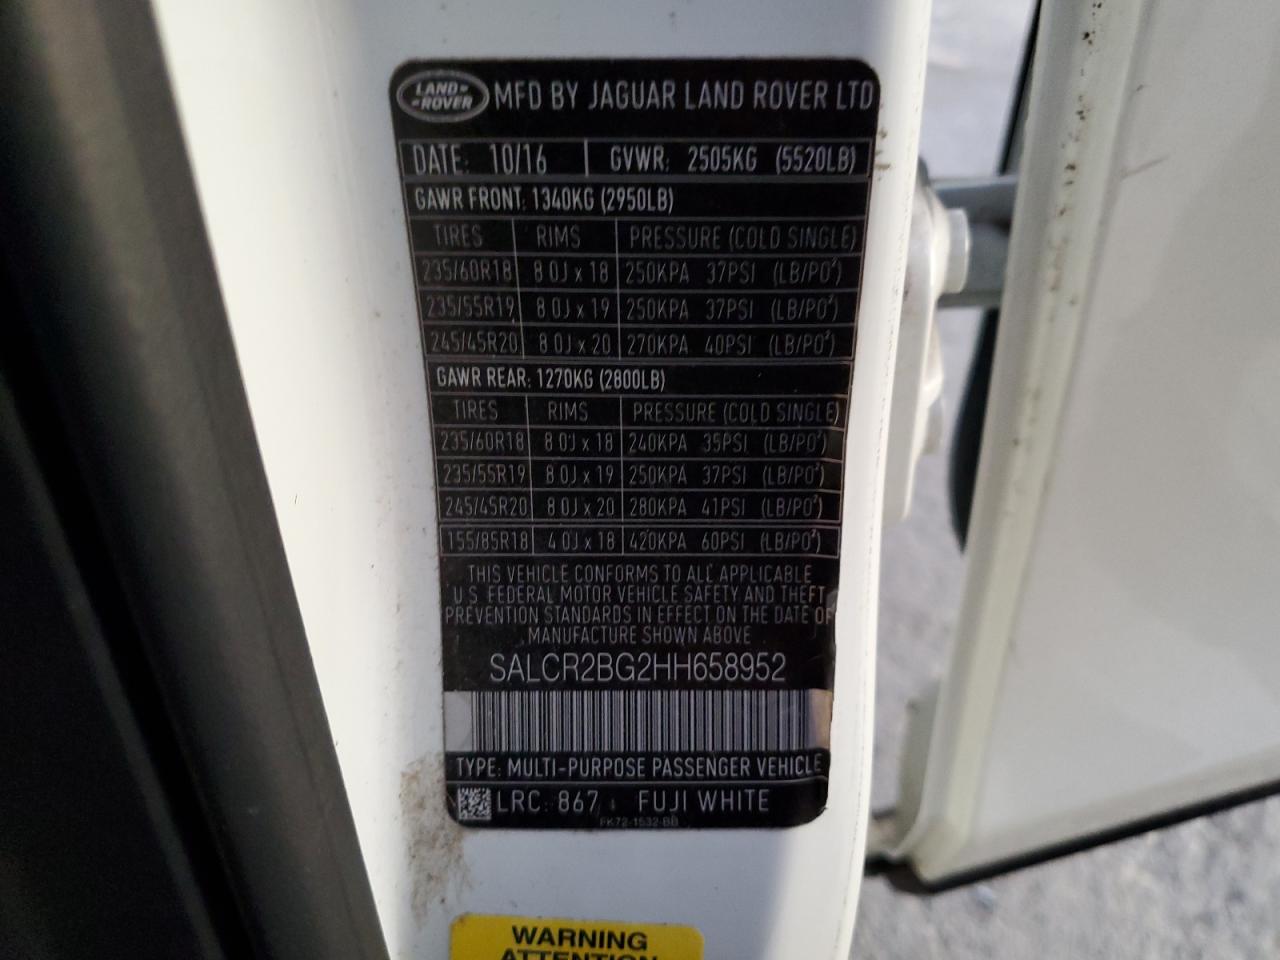 LAND-ROVER MFD BY JAGUAR LAND ROVER LTD
DATE: 10/16 GVWR: 2505KG (5520LB)
GAWR FRONT: 1340KG (2950LB)
TIRES RIMS PRESSURE (COLD SINGLE)
235/60R18 8.0J x 18 250KPA 37PSI (LB/PO²)
235/55R19 8.0J x 19 250KPA 37PSI (LB/PO²)
245/45R20 8.0J x 20 270KPA 40PSI (LB/PO²)
GAWR REAR: 1270KG (2800LB)
TIRES RIMS PRESSURE (COLD SINGLE)
235/60R18 8.0J x 18 240KPA 35PSI (LB/PO²)
235/55R19 8.0J x 19 250KPA 37PSI (LB/PO²)
245/45R20 8.0J x 20 280KPA 41PSI (LB/PO²)
155/85R18 4.0J x 18 420KPA 60PSI (LB/PO²)
THIS VEHICLE CONFORMS TO ALL APPLICABLE
U.S. FEDERAL MOTOR VEHICLE SAFETY AND THEFT
PREVENTION STANDARDS IN EFFECT ON THE DATE OF
MANUFACTURE SHOWN ABOVE
SALCR2BG2HH658952
TYPE: MULTI-PURPOSE PASSENGER VEHICLE
LRC: 867 FUJI WHITE
FK72-1532-BB
WARNING
ATTENTION